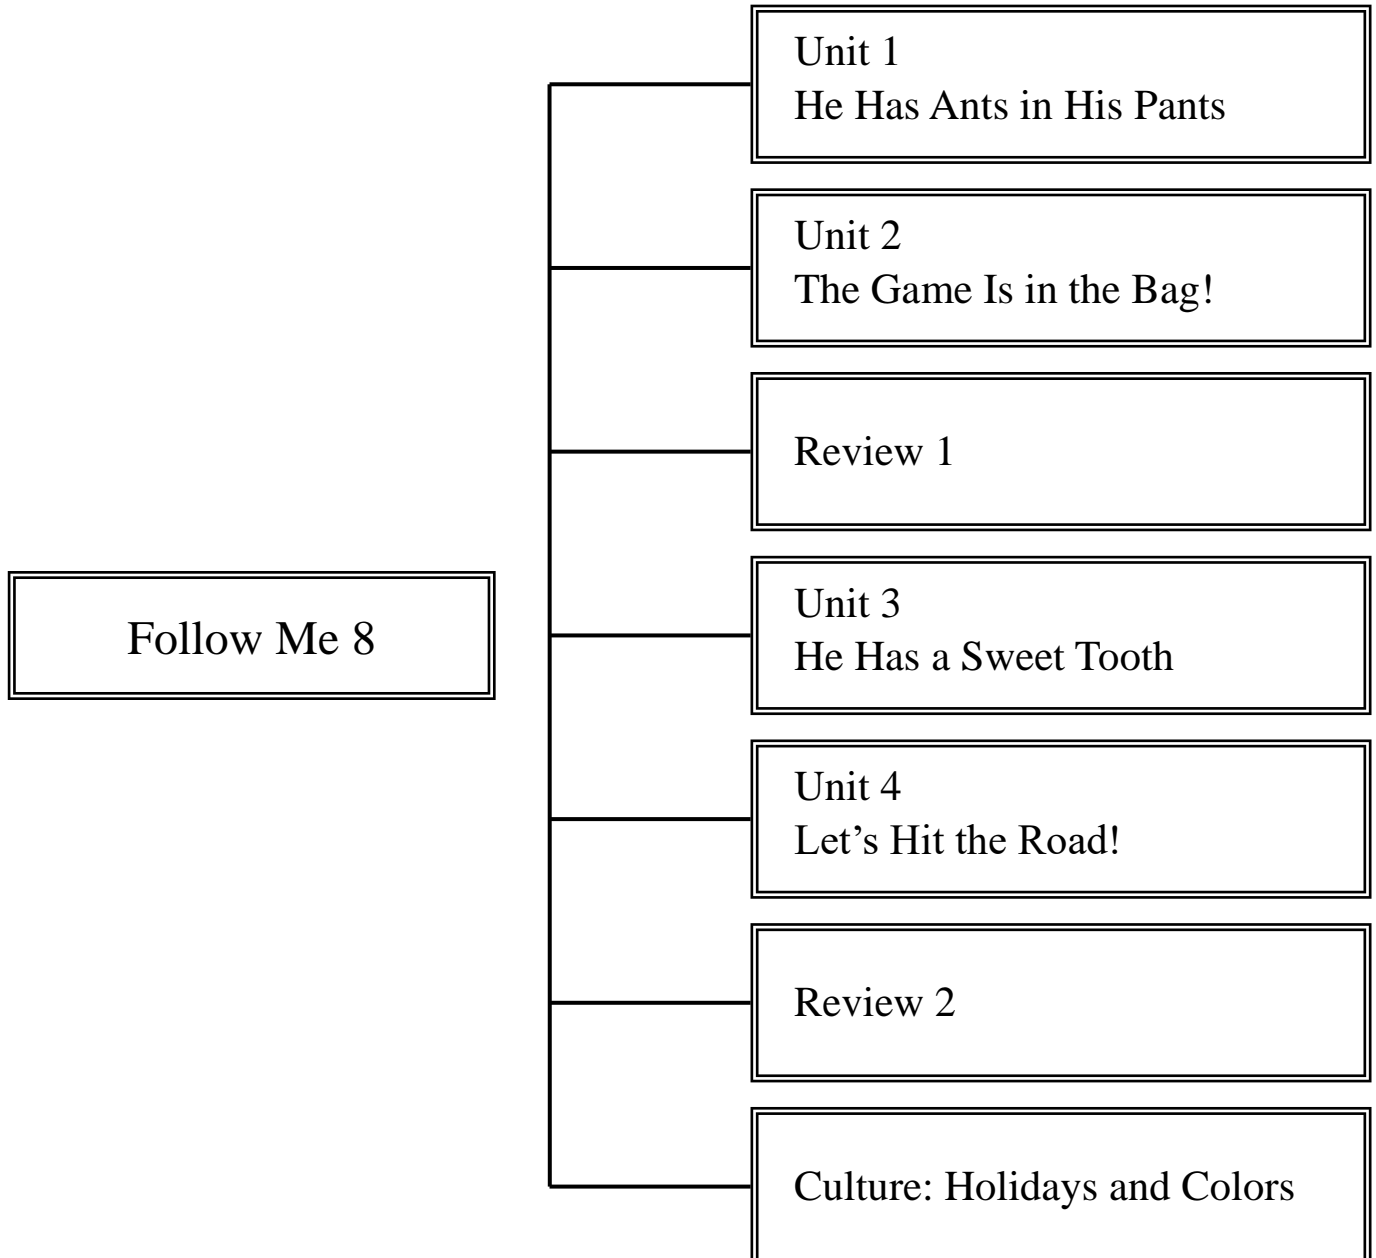 Follow Me 8
Unit 1
He Has Ants in His Pants
Unit 2
The Game Is in the Bag!
Review 1
Unit 3
He Has a Sweet Tooth
Unit 4
Let’s Hit the Road!
Review 2
Culture: Holidays and Colors